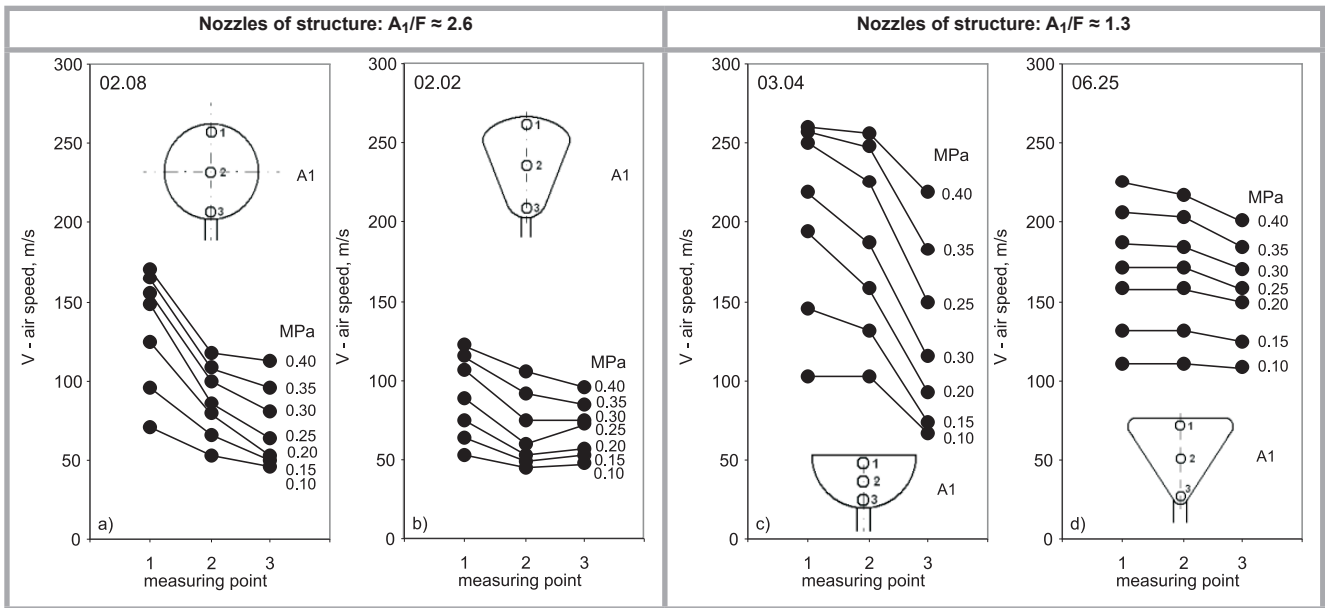 Nozzles of structure: A1/F ≈ 2.6
Nozzles of structure: A1/F ≈ 1.3
V - air speed, m/s
300
250
200
150
100
50
0
02.08
1
2
3
A1
MPa
0.40
0.35
0.30
0.25
0.20
0.15
0.10
a)
1 2 3
measuring point
V - air speed, m/s
300
250
200
150
100
50
0
02.02
1
2
3
A1
MPa
0.40
0.35
0.30
0.25
0.20
0.15
0.10
b)
1 2 3
measuring point
V - air speed, m/s
300
250
200
150
100
50
0
03.04
MPa
0.40
0.35
0.25
0.30
0.20
0.15
0.10
1
2
3
A1
c)
1 2 3
measuring point
V - air speed, m/s
300
250
200
150
100
50
0
06.25
MPa
0.40
0.35
0.30
0.25
0.20
0.15
0.10
1
2
3
A1
d)
1 2 3
measuring point